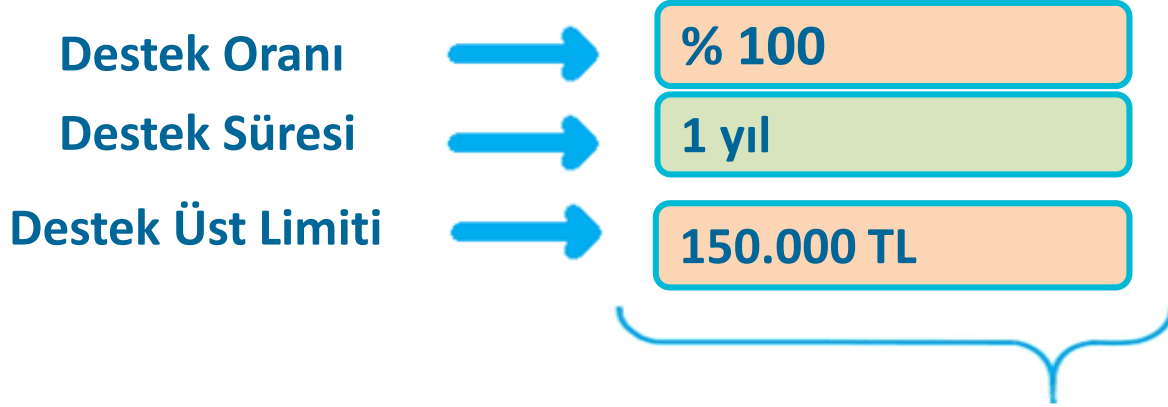 Destek Oranı % 100
Destek Süresi 1 yıl
Destek Üst Limiti 150.000 TL